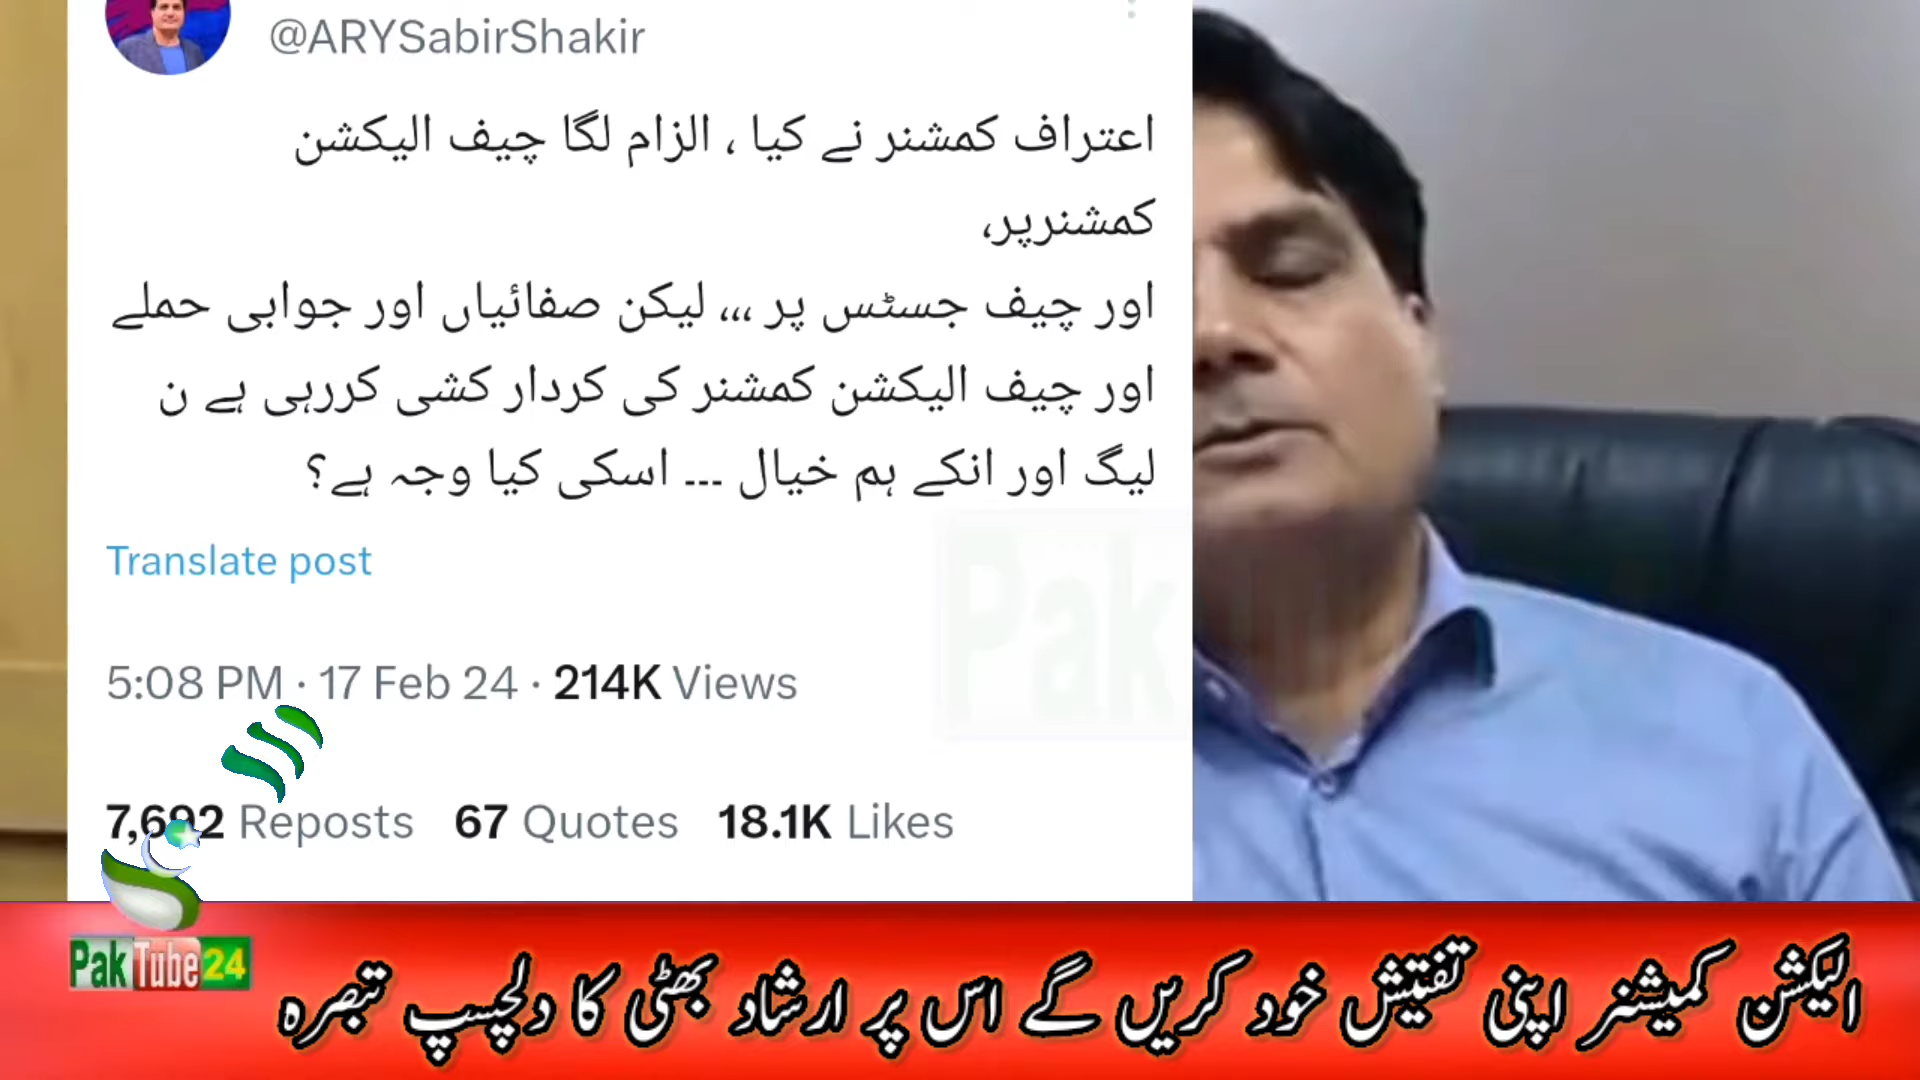 @ARYSabirShakir
اعتراف کمشنر نے کیا ، الزام لگا چیف الیکشن
کمشنرپر،
اور چیف جسٹس پر ،،، لیکن صفائیاں اور جوابی حملے
اور چیف الیکشن کمشنر کی کردار کشی کررہی ہے ن
لیگ اور انکے ہم خیال ۔۔۔ اسکی کیا وجہ ہے؟
Translate post
5:08 PM · 17 Feb 24 · 214K Views
7,692 Reposts 67 Quotes 18.1K Likes
Pak
PakTube24
الیکشن کمیشنر اپنی تفتیش خود کریں گے اس پر ارشاد بھٹی کا دلچسپ تبصرہ